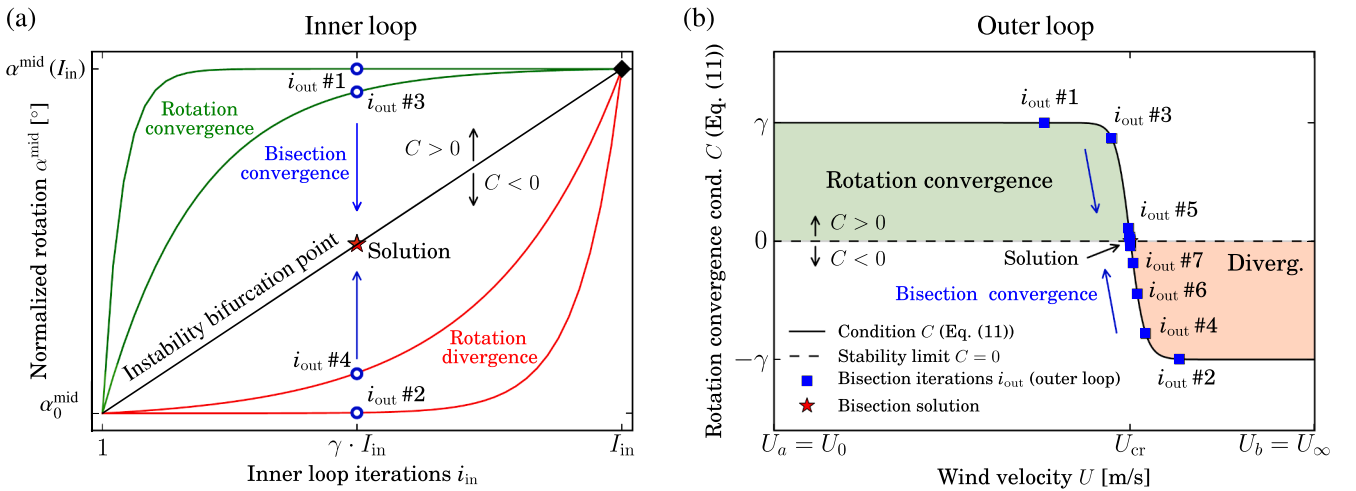 (a)
Inner loop
Normalized rotation α^mid [°]
α^mid (I_in)
α_0^mid
Rotation
convergence
i_out #1
i_out #3
Bisection
convergence
C > 0
C < 0
Solution
Instability bifurcation point
Rotation
divergence
i_out #4
i_out #2
1
γ · I_in
I_in
Inner loop iterations i_in
(b)
Outer loop
Rotation convergence cond. C (Eq. (11))
γ
0
−γ
i_out #1
i_out #3
Rotation convergence
i_out #5
C > 0
C < 0
Solution
i_out #7
Diverg.
Bisection convergence
i_out #6
i_out #4
i_out #2
Condition C (Eq. (11))
Stability limit C = 0
Bisection iterations i_out (outer loop)
Bisection solution
U_a = U_0
U_cr
U_b = U_∞
Wind velocity U [m/s]